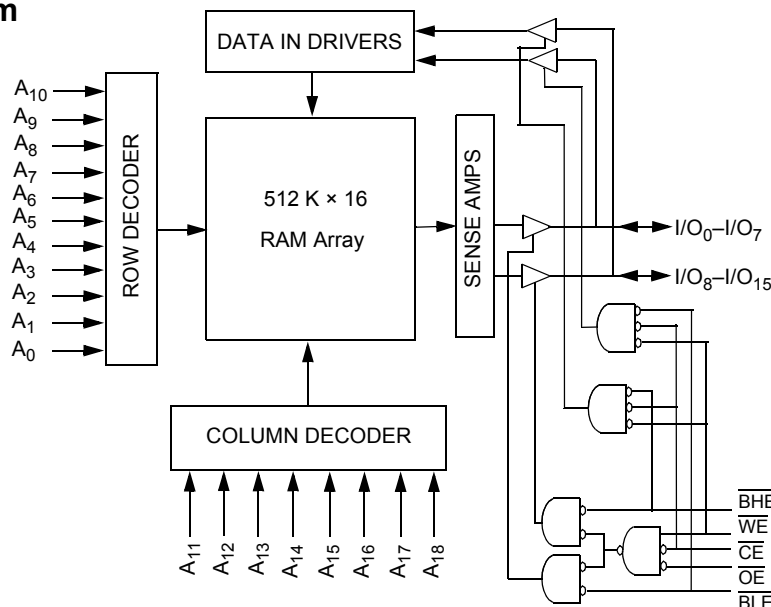 m
DATA IN DRIVERS
A10
A9
A8
A7
A6
A5
A4
A3
A2
A1
A0
ROW DECODER
512 K × 16
RAM Array
SENSE AMPS
I/O0–I/O7
I/O8–I/O15
COLUMN DECODER
A11
A12
A13
A14
A15
A16
A17
A18
BHE
WE
CE
OE
BLE